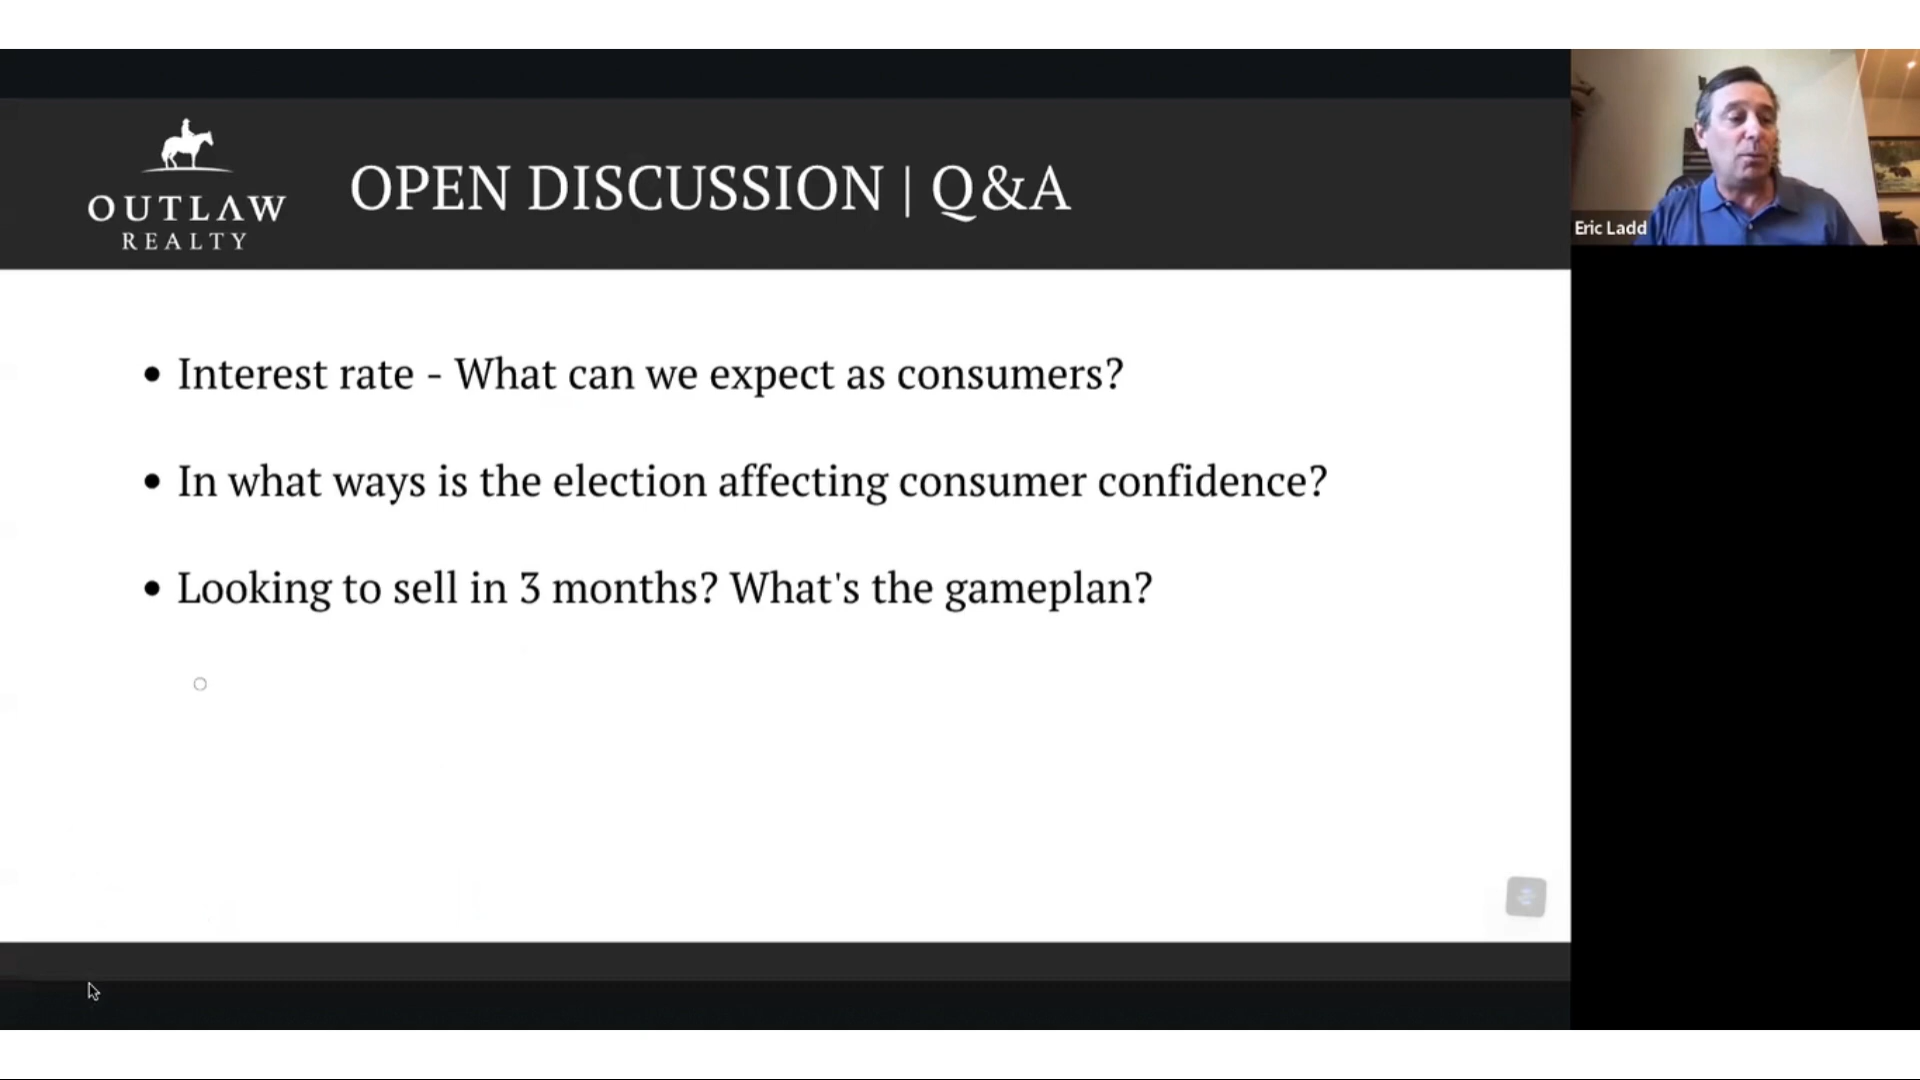 OUTLAW
REALTY
OPEN DISCUSSION | Q&A
Eric Ladd
• Interest rate - What can we expect as consumers?
• In what ways is the election affecting consumer confidence?
• Looking to sell in 3 months? What's the gameplan?